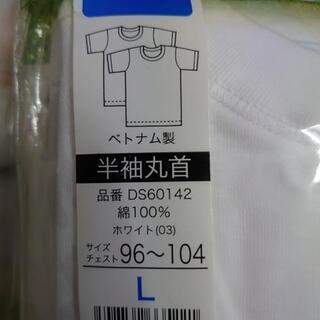 ベトナム製
半袖丸首
品番 DS60142
綿100%
ホワイト(03)
サイズ
チェスト 96～104
L